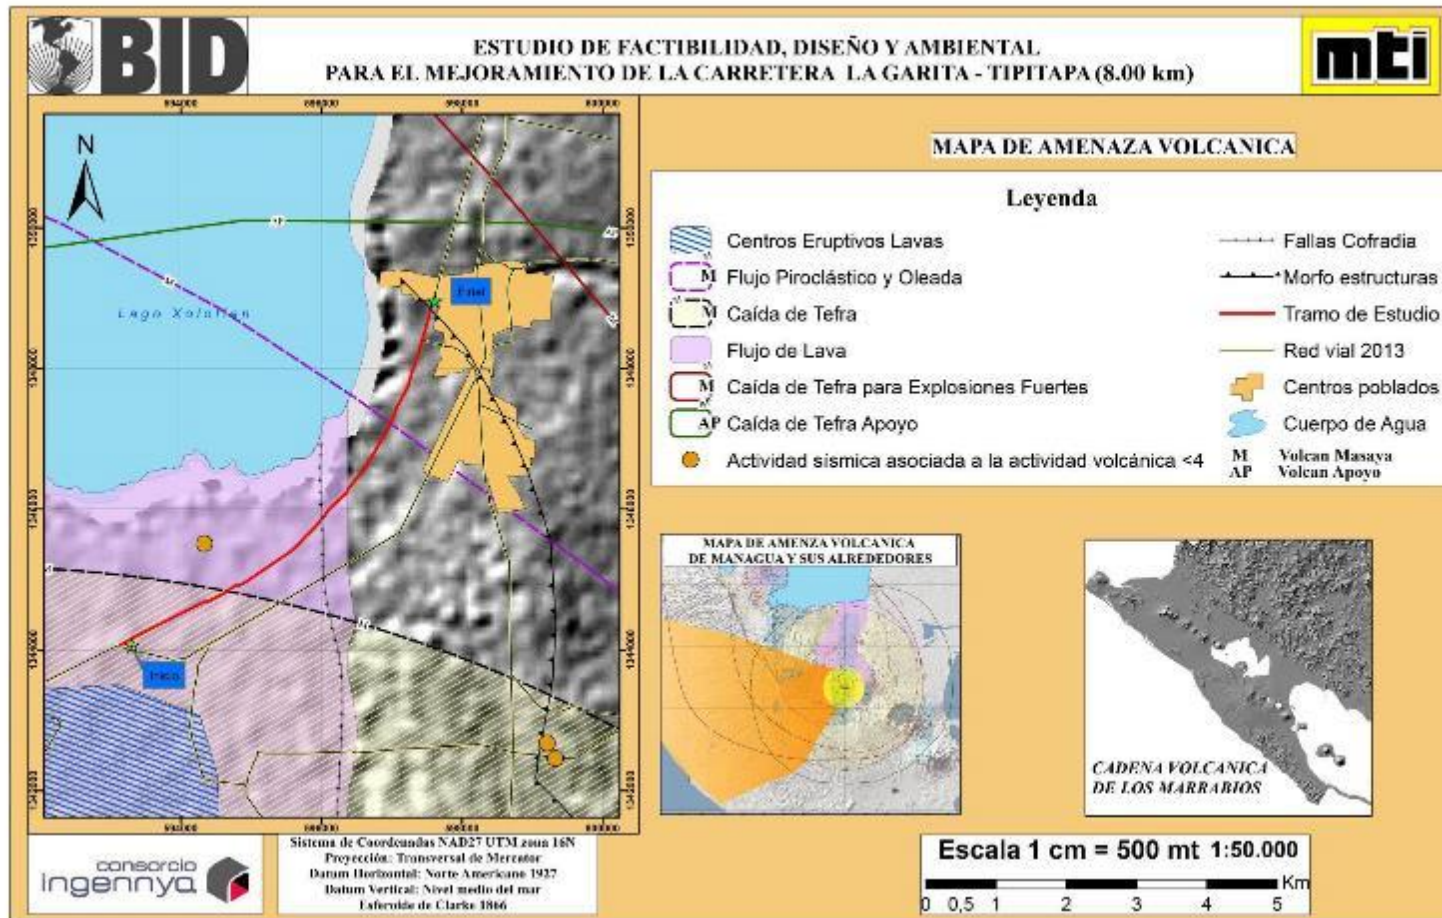 BID
ESTUDIO DE FACTIBILIDAD, DISEÑO Y AMBIENTAL
PARA EL MEJORAMIENTO DE LA CARRETERA LA GARITA - TIPITAPA (8.00 km)
mti
N
Lago Xolotlan
Inicio
MAPA DE AMENAZA VOLCANICA
Leyenda
Centros Eruptivos Lavas
M Flujo Piroclástico y Oleada
M Caída de Tefra
Flujo de Lava
M Caída de Tefra para Explosiones Fuertes
AP Caída de Tefra Apoyo
Actividad sísmica asociada a la actividad volcánica <4
Fallas Cofradia
Morfo estructuras
Tramo de Estudio
Red vial 2013
Centros poblados
Cuerpo de Agua
M Volcan Masaya
AP Volcan Apoyo
MAPA DE AMENZA VOLCANICA
DE MANAGUA Y SUS ALREDEDORES
CADENA VOLCANICA
DE LOS MARRABIOS
consorcio
ingennya
Sistema de Coordenadas NAD27 UTM zona 16N
Proyección: Transversal de Mercator
Datum Horizontal: Norte Americano 1927
Datum Vertical: Nivel medio del mar
Esferoide de Clarke 1866
Escala 1 cm = 500 mt 1:50.000
Km
0 0,5 1 2 3 4 5